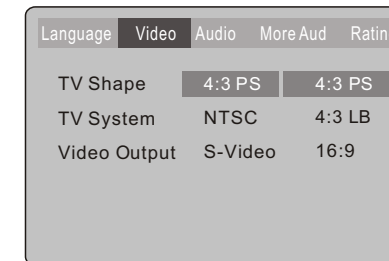 Language Video Audio More Aud Ratin
TV Shape 4:3 PS 4:3 PS
TV System NTSC 4:3 LB
Video Output S-Video 16:9